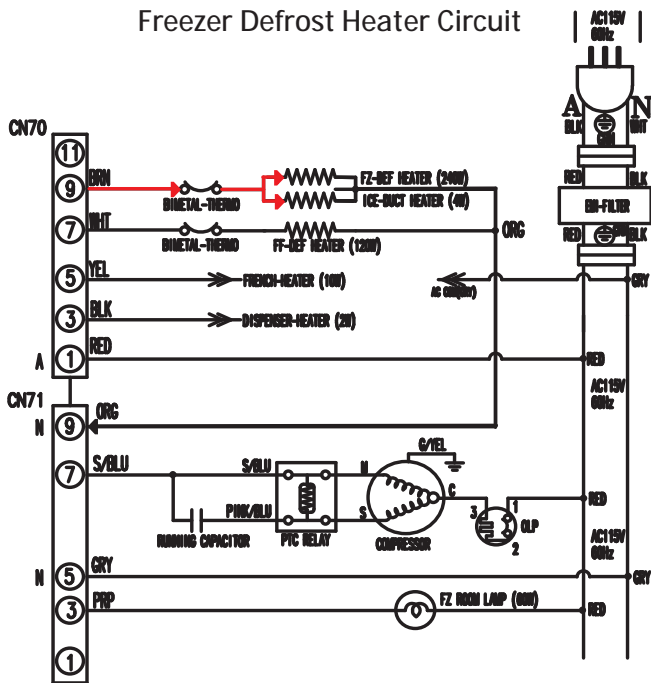 Freezer Defrost Heater Circuit
AC115V
60Hz
A N
BLK GRN WHT
RED BLK
EMI-FILTER
RED BLK
GRY
CN70
11
9 BRN
BIMETAL-THERMO
FZ-DEF HEATER (240W)
ICE-DUCT HEATER (4W)
7 WHT
BIMETAL-THERMO
FF-DEF HEATER (120W)
ORG
5 YEL
FRENCH-HEATER (10W)
3 BLK
DISPENSER-HEATER (2W)
A 1 RED
RED
AC115V
60Hz
CN71
N 9 ORG
7 S/BLU
S/BLU
PINK/BLU
RUNNING CAPACITOR
PTC RELAY
M
S
C
G/YEL
COMPRESSOR
3
1
2
OLP
RED
AC115V
60Hz
N 5 GRY
GRY
3 PRP
FZ ROOM LAMP (60W)
RED
1